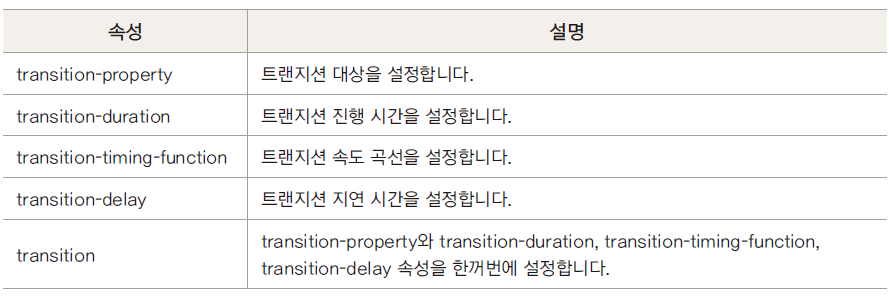 속성 설명
transition-property 트랜지션 대상을 설정합니다.
transition-duration 트랜지션 진행 시간을 설정합니다.
transition-timing-function 트랜지션 속도 곡선을 설정합니다.
transition-delay 트랜지션 지연 시간을 설정합니다.
transition transition-property와 transition-duration, transition-timing-function,
transition-delay 속성을 한꺼번에 설정합니다.